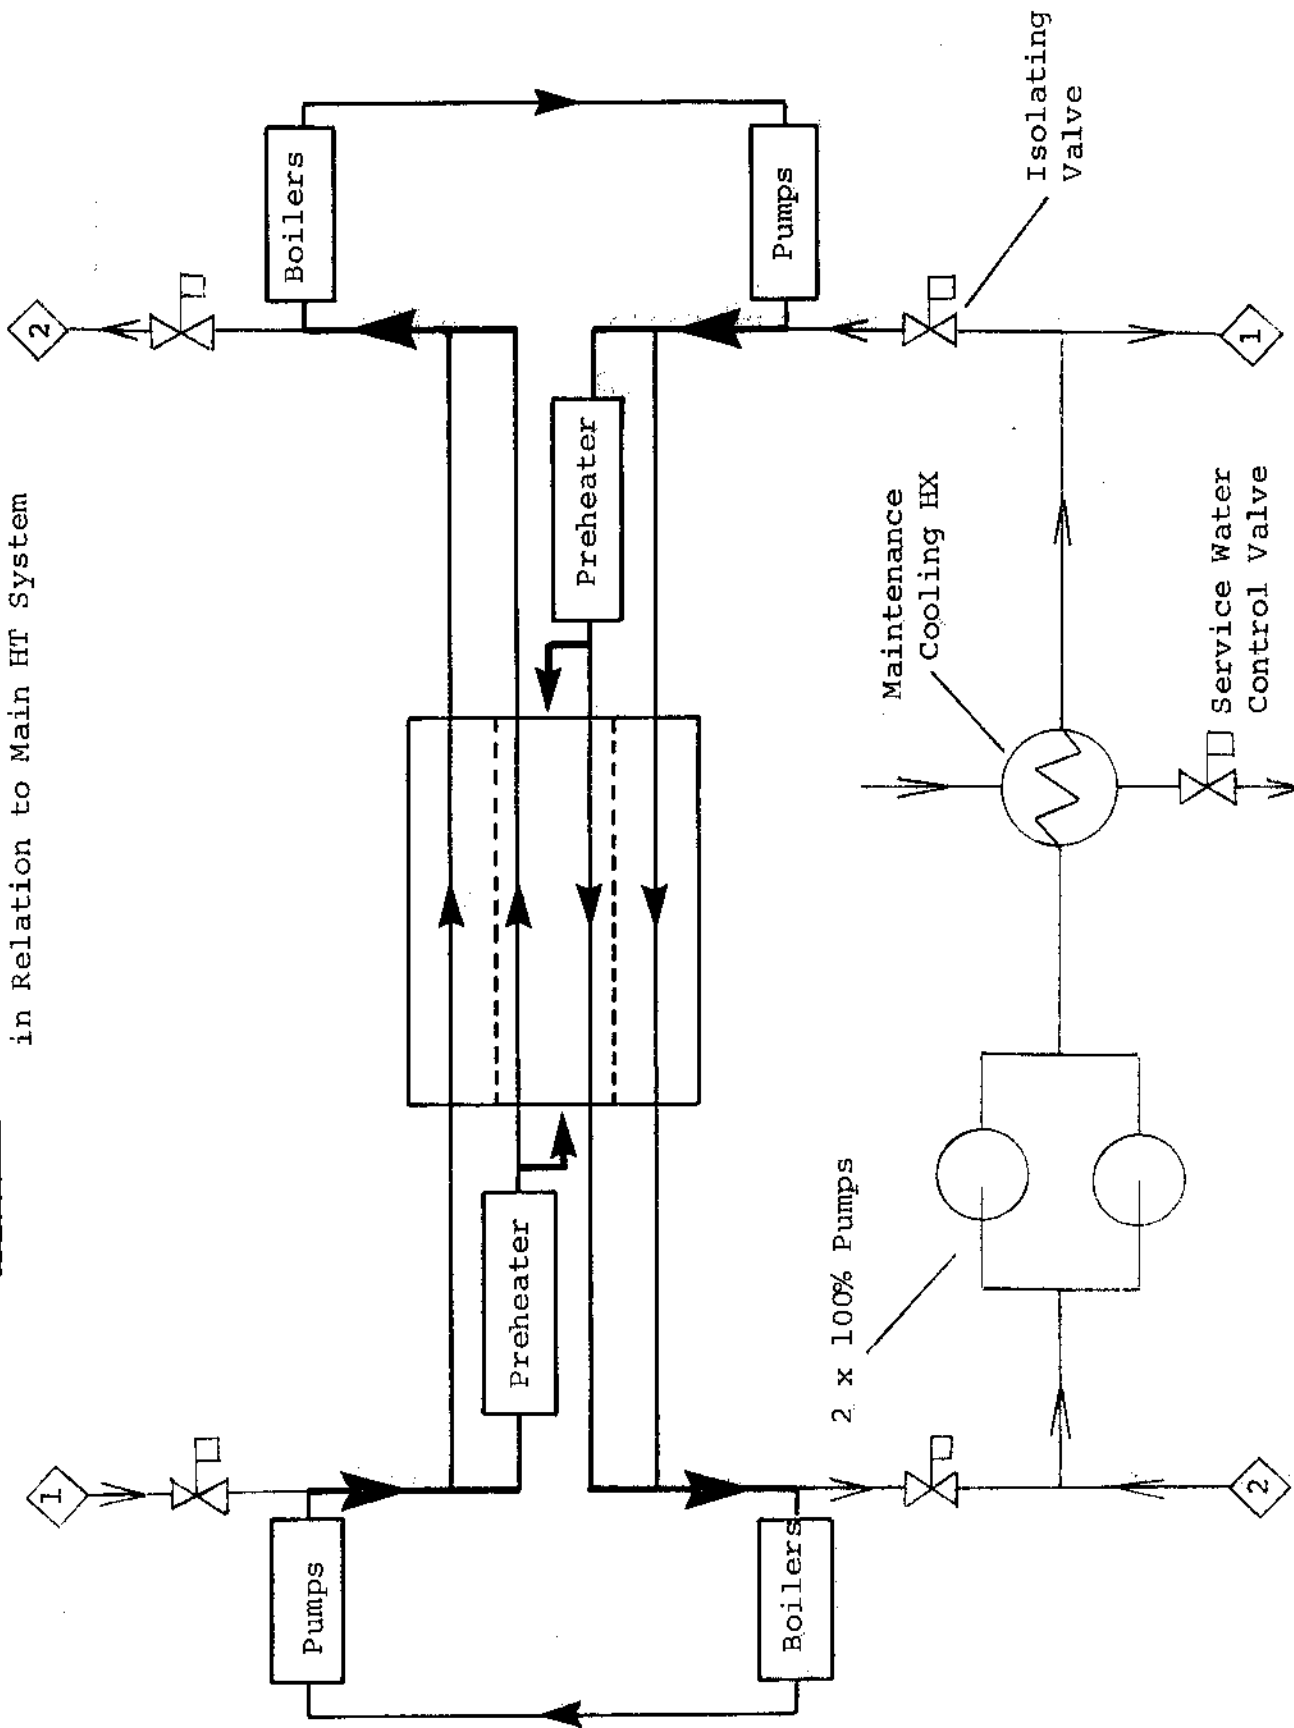 in Relation to Main HT System
1
2
Pumps
Boilers
Preheater
Preheater
Boilers
Pumps
2 x 100% Pumps
Maintenance
Cooling HX
Isolating
Valve
Service Water
Control Valve
2
1